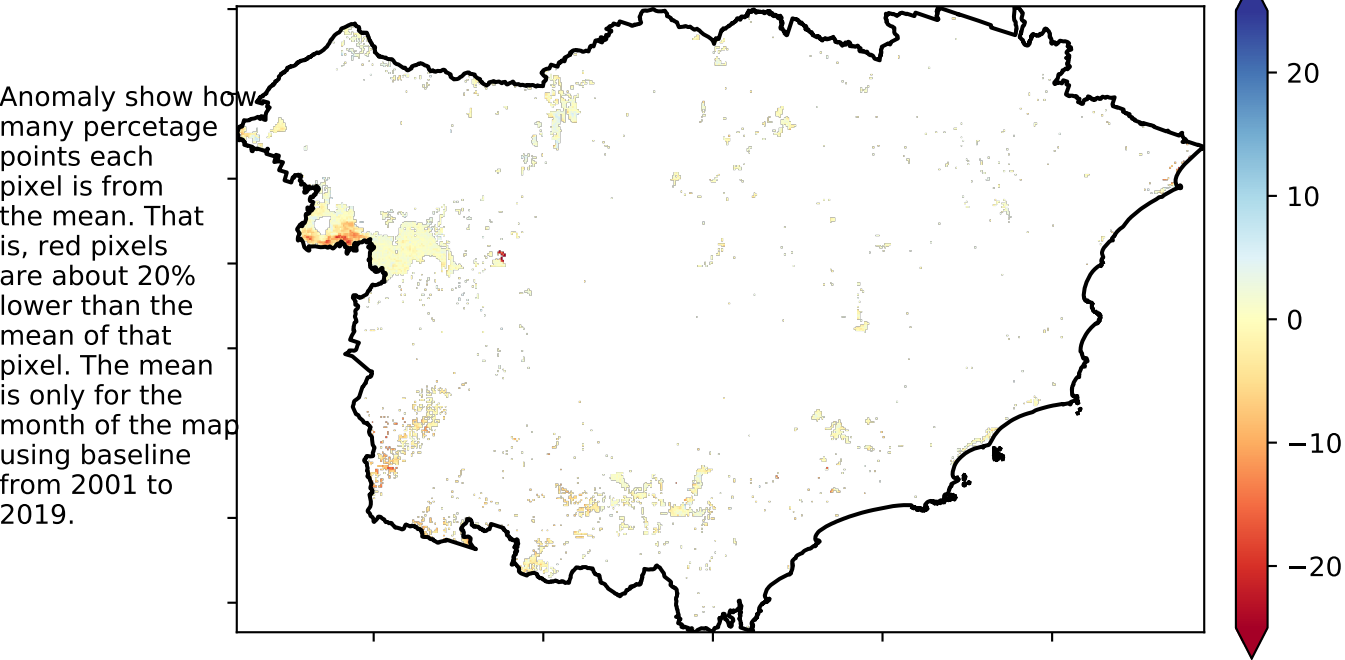 Anomaly show how
many percetage
points each
pixel is from
the mean. That
is, red pixels
are about 20%
lower than the
mean of that
pixel. The mean
is only for the
month of the map
using baseline
from 2001 to
2019.
20
10
0
−10
−20